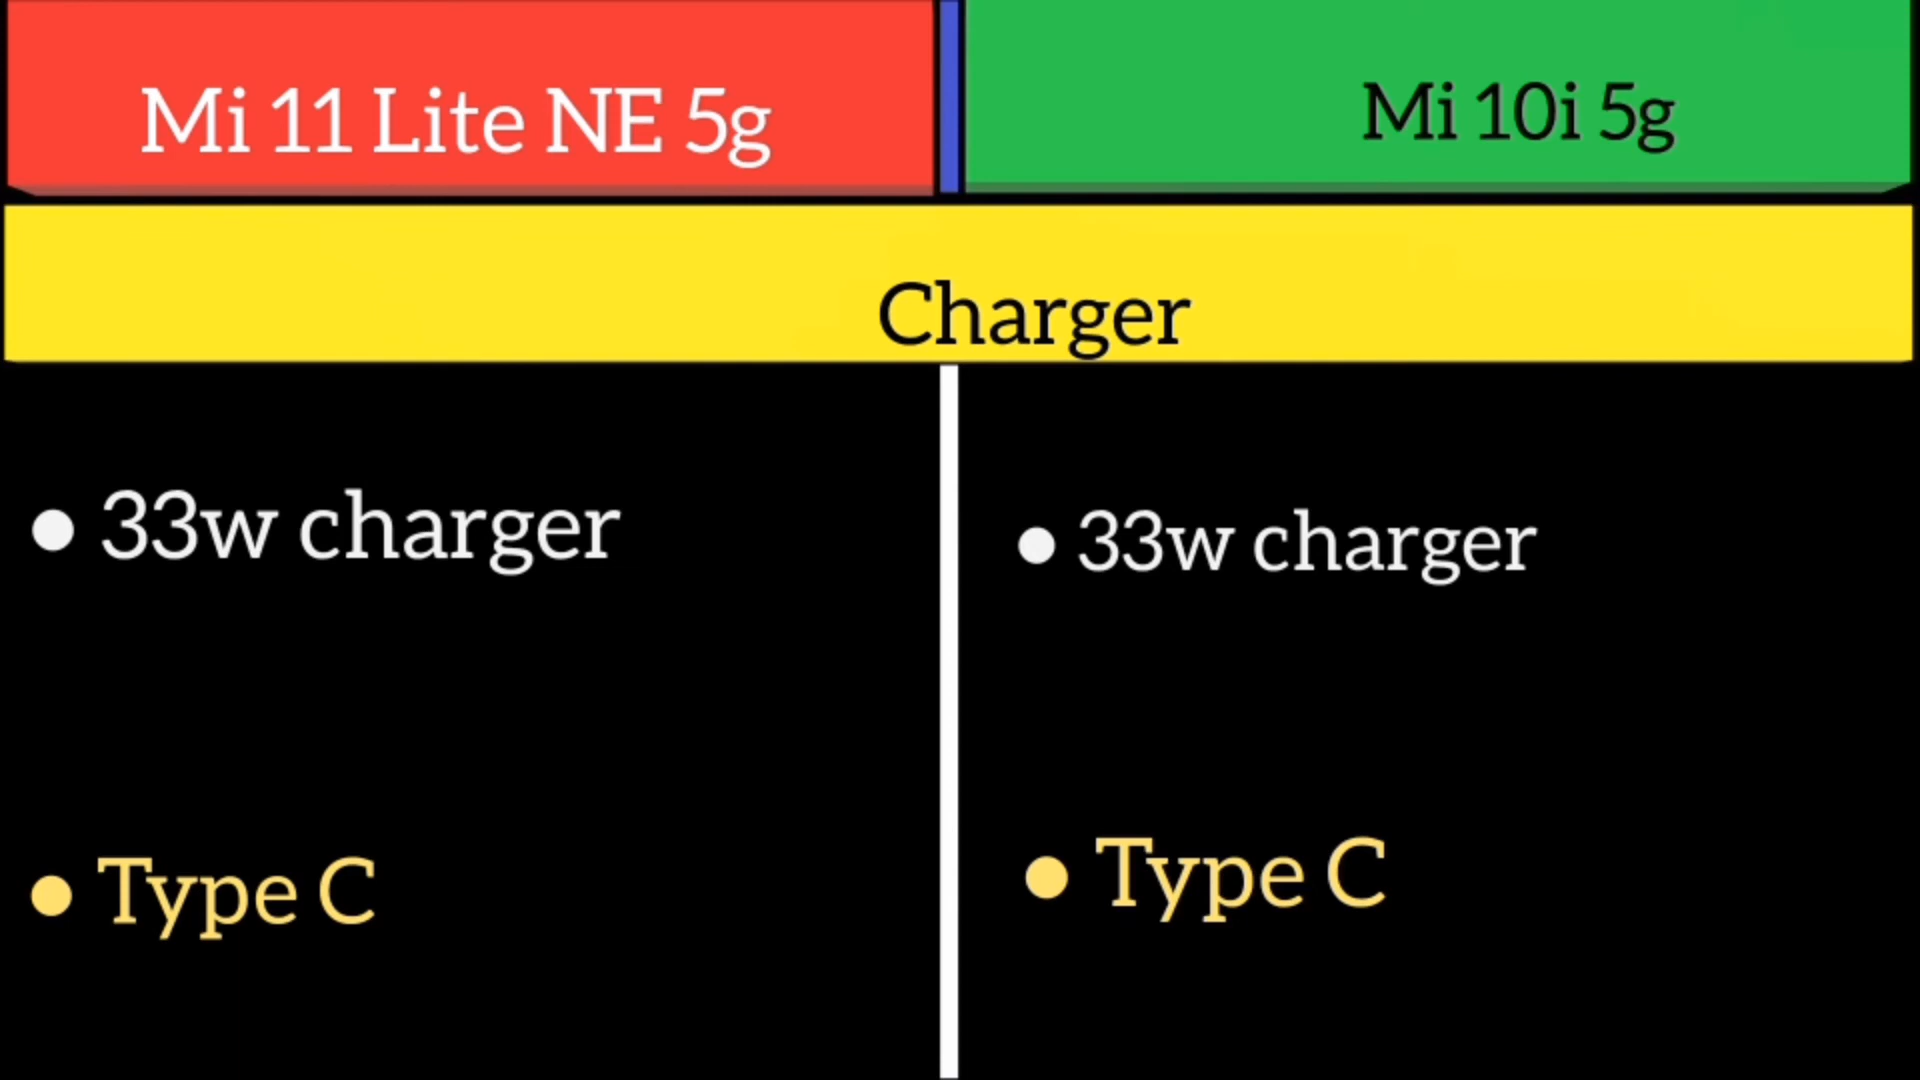 Mi 11 Lite NE 5g
Mi 10i 5g
Charger
● 33w charger
● 33w charger
● Type C
● Type C